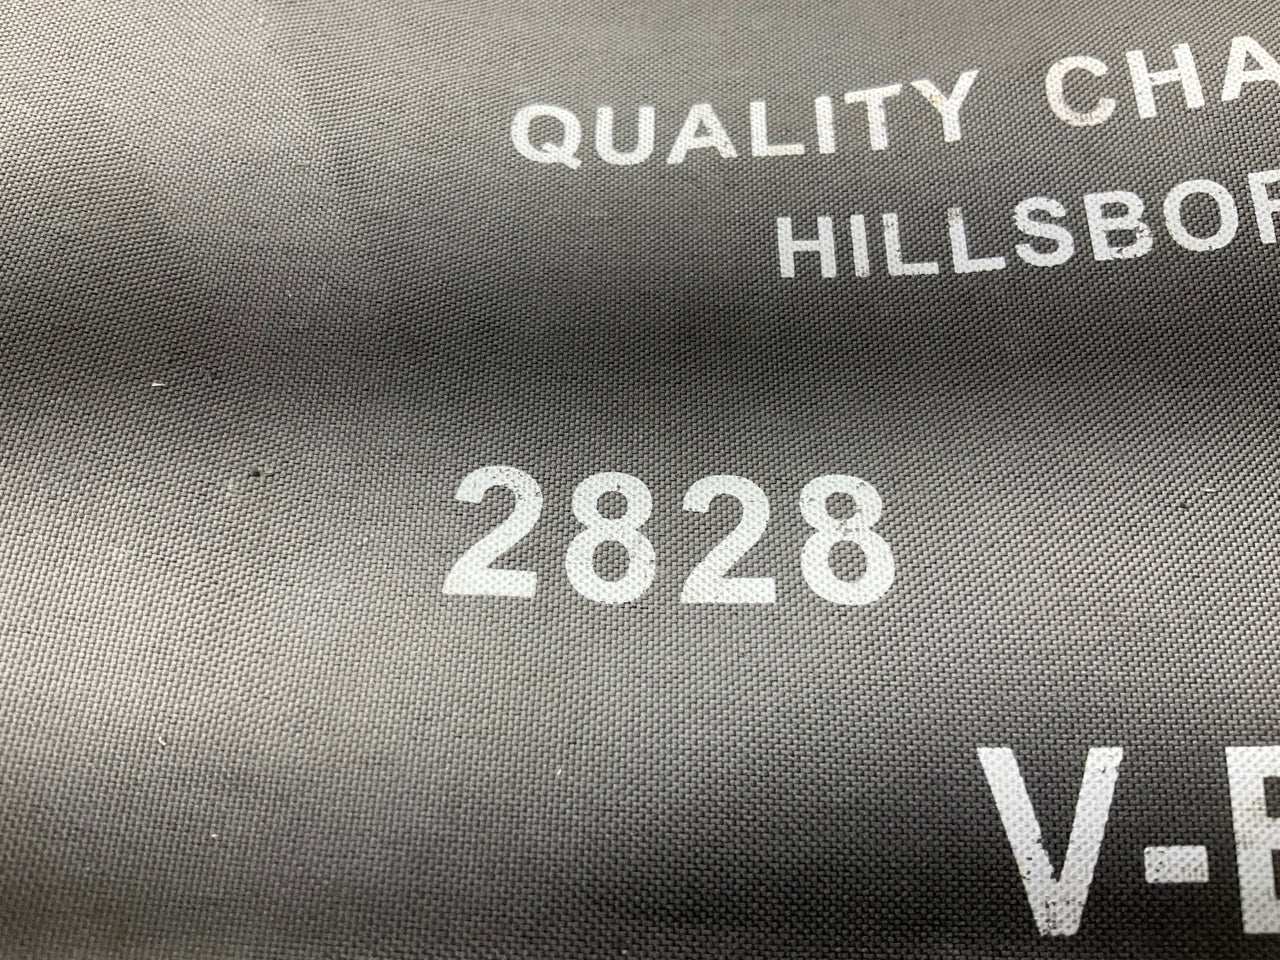 QUALITY CHA
HILLSBOR
2828
V-